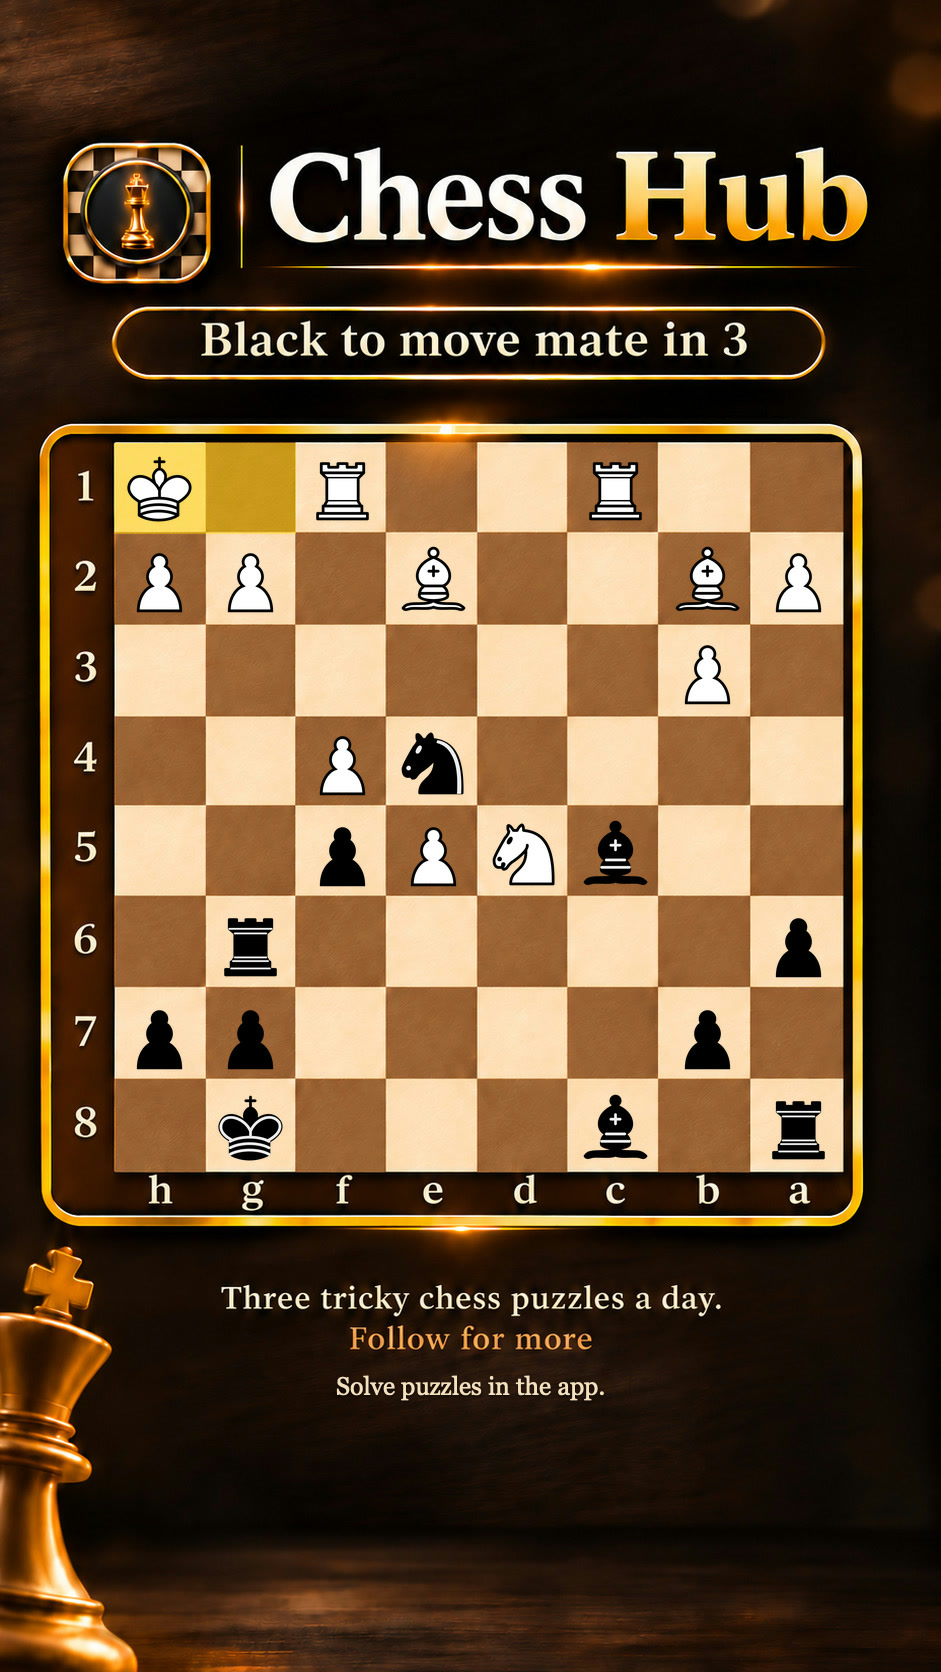 Chess Hub
Black to move mate in 3
1
2
3
4
5
6
7
8
h g f e d c b a
Three tricky chess puzzles a day.
Follow for more
Solve puzzles in the app.